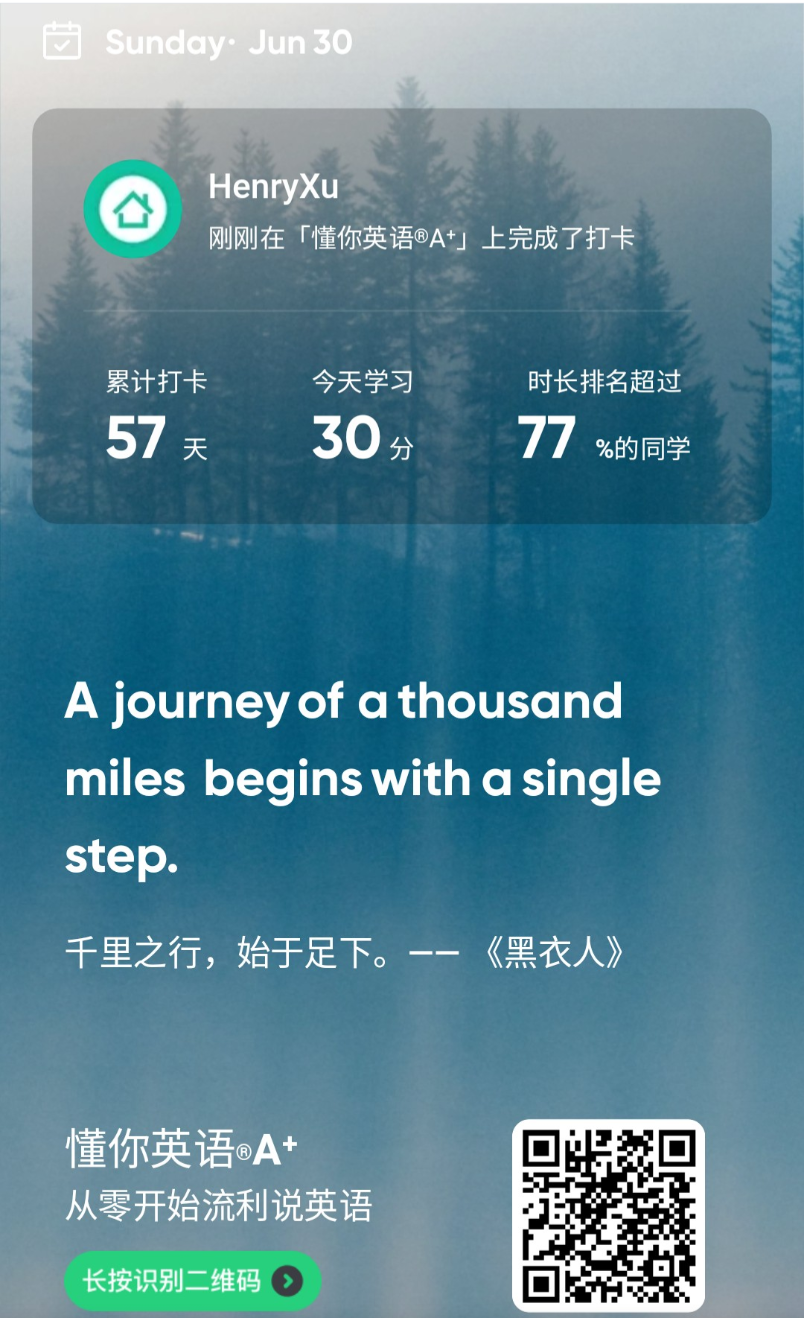 Sunday· Jun 30
HenryXu
刚刚在「懂你英语®A+」上完成了打卡
累计打卡 今天学习 时长排名超过
57 天 30 分 77 %的同学
A journey of a thousand
miles begins with a single
step.
千里之行，始于足下。—— 《黑衣人》
懂你英语®A+
从零开始流利说英语
长按识别二维码